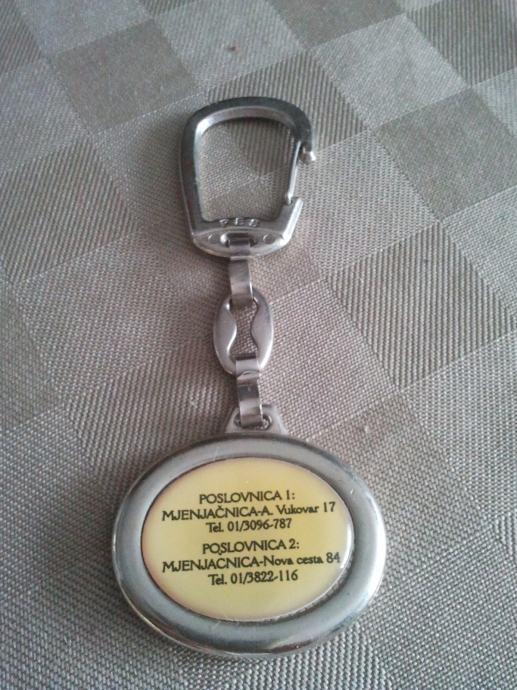 POSLOVNICA 1:
MJENJAČNICA-A. Vukovar 17
Tel. 01/3096-787
POSLOVNICA 2:
MJENJACNICA-Nova cesta 84
Tel. 01/3822-116